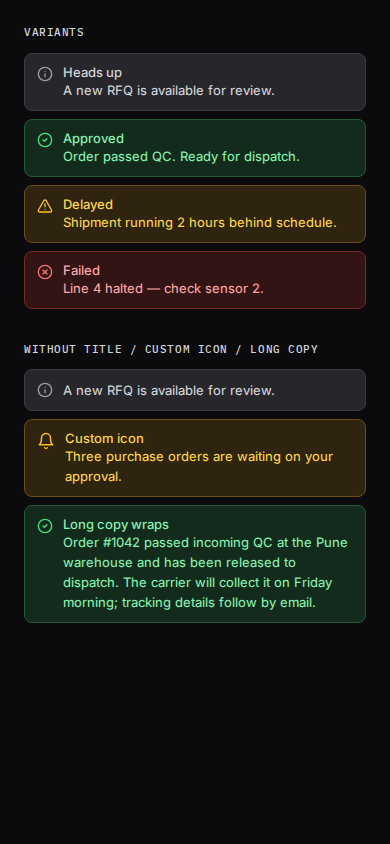 VARIANTS
Heads up
A new RFQ is available for review.
Approved
Order passed QC. Ready for dispatch.
Delayed
Shipment running 2 hours behind schedule.
Failed
Line 4 halted — check sensor 2.
WITHOUT TITLE / CUSTOM ICON / LONG COPY
A new RFQ is available for review.
Custom icon
Three purchase orders are waiting on your
approval.
Long copy wraps
Order #1042 passed incoming QC at the Pune
warehouse and has been released to
dispatch. The carrier will collect it on Friday
morning; tracking details follow by email.